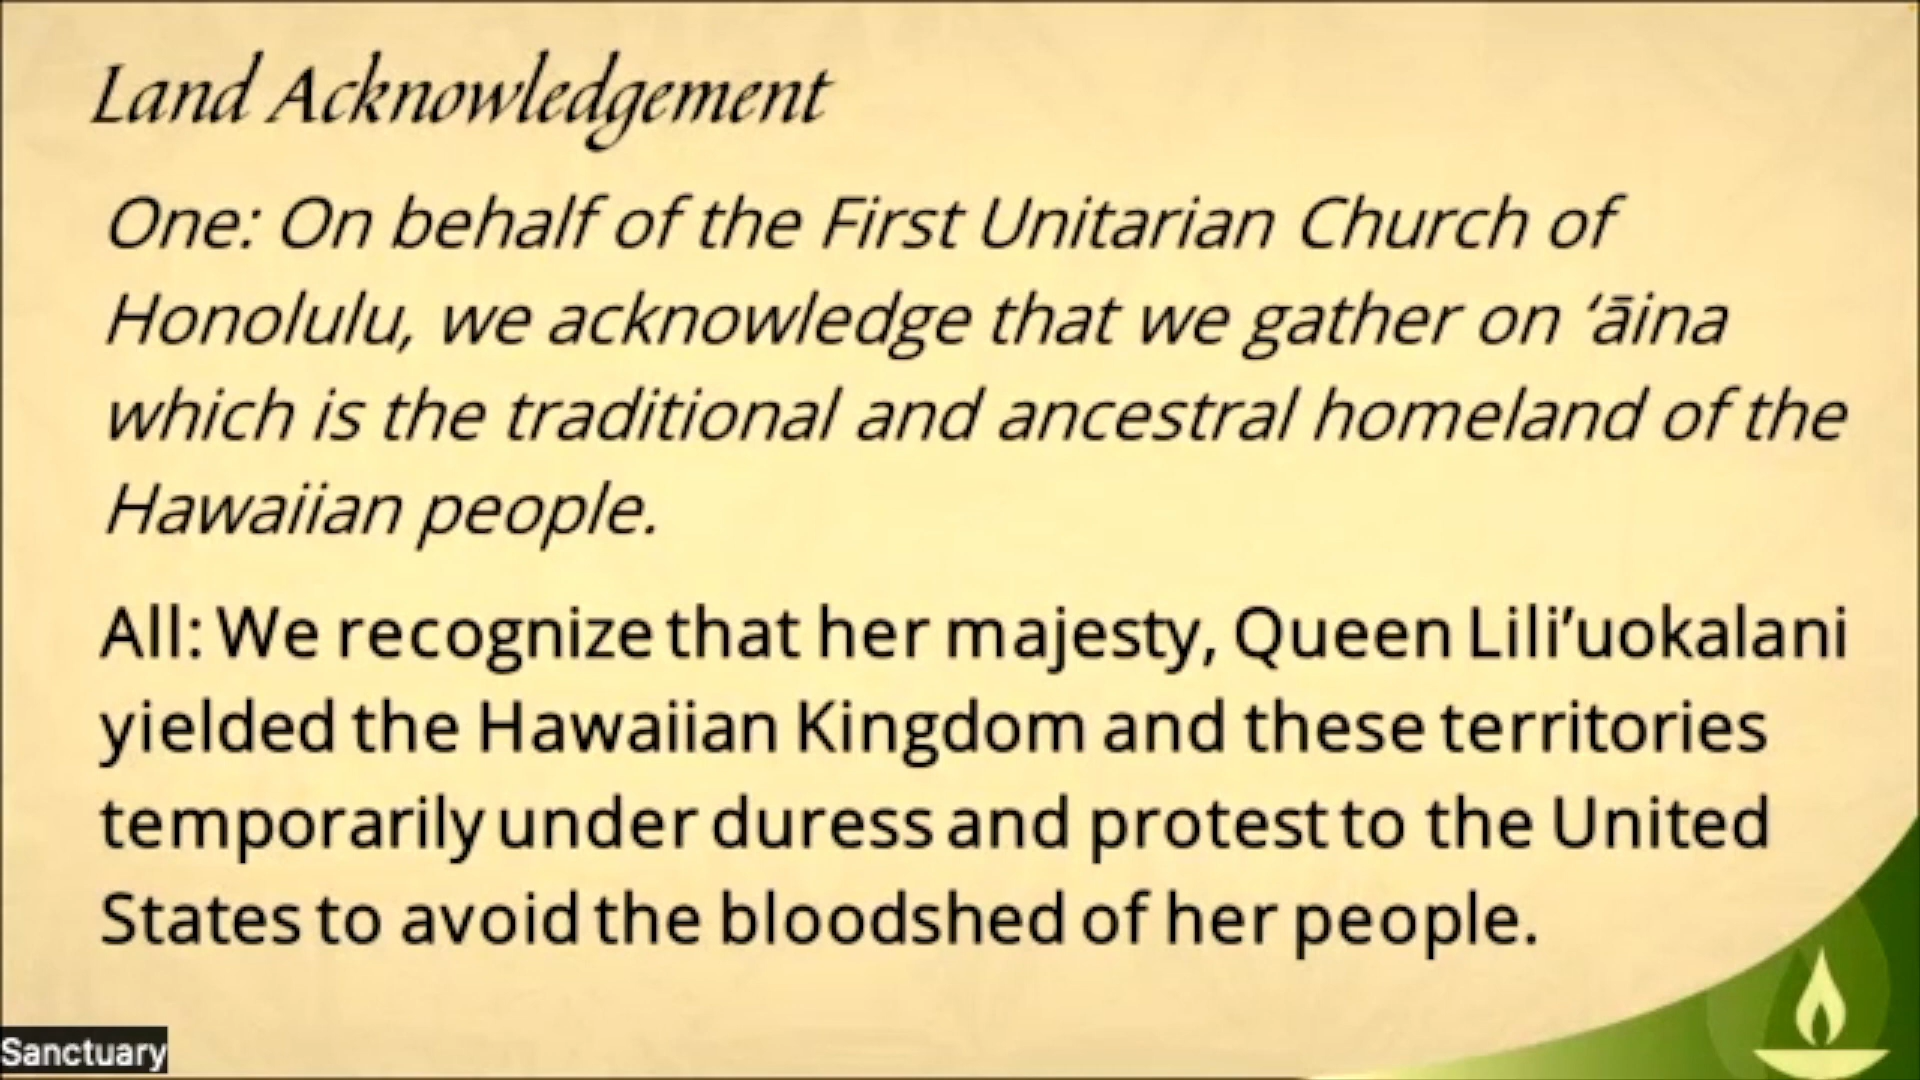 Land Acknowledgement
One: On behalf of the First Unitarian Church of
Honolulu, we acknowledge that we gather on ‘āina
which is the traditional and ancestral homeland of the
Hawaiian people.
All: We recognize that her majesty, Queen Lili’uokalani
yielded the Hawaiian Kingdom and these territories
temporarily under duress and protest to the United
States to avoid the bloodshed of her people.
Sanctuary